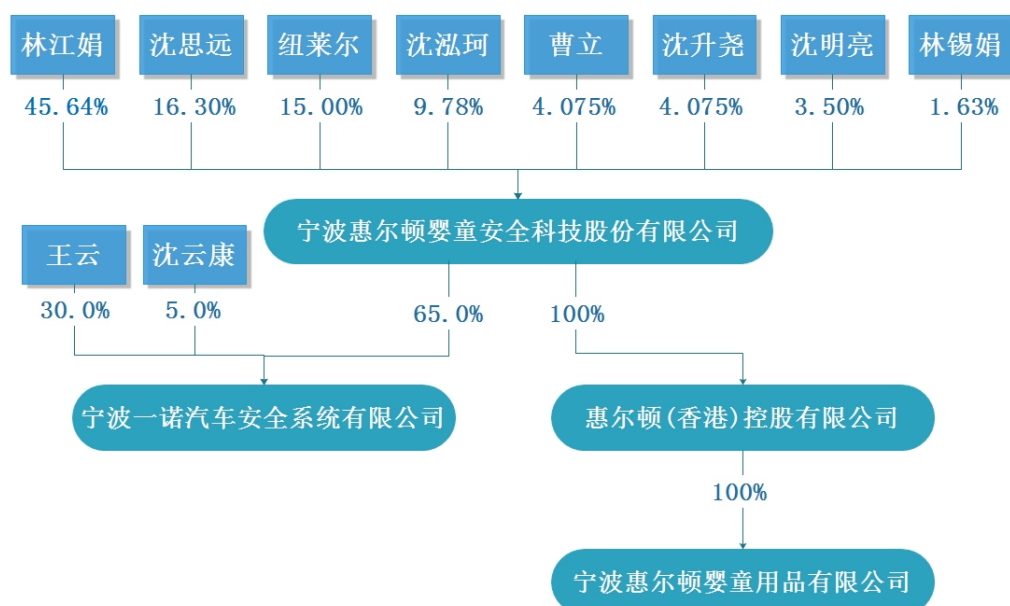 林江娟 沈思远 纽莱尔 沈泓珂 曹立 沈升尧 沈明亮 林锡娟
45.64% 16.30% 15.00% 9.78% 4.075% 4.075% 3.50% 1.63%
宁波惠尔顿婴童安全科技股份有限公司
王云 沈云康
30.0% 5.0% 65.0% 100%
宁波一诺汽车安全系统有限公司 惠尔顿(香港)控股有限公司
100%
宁波惠尔顿婴童用品有限公司